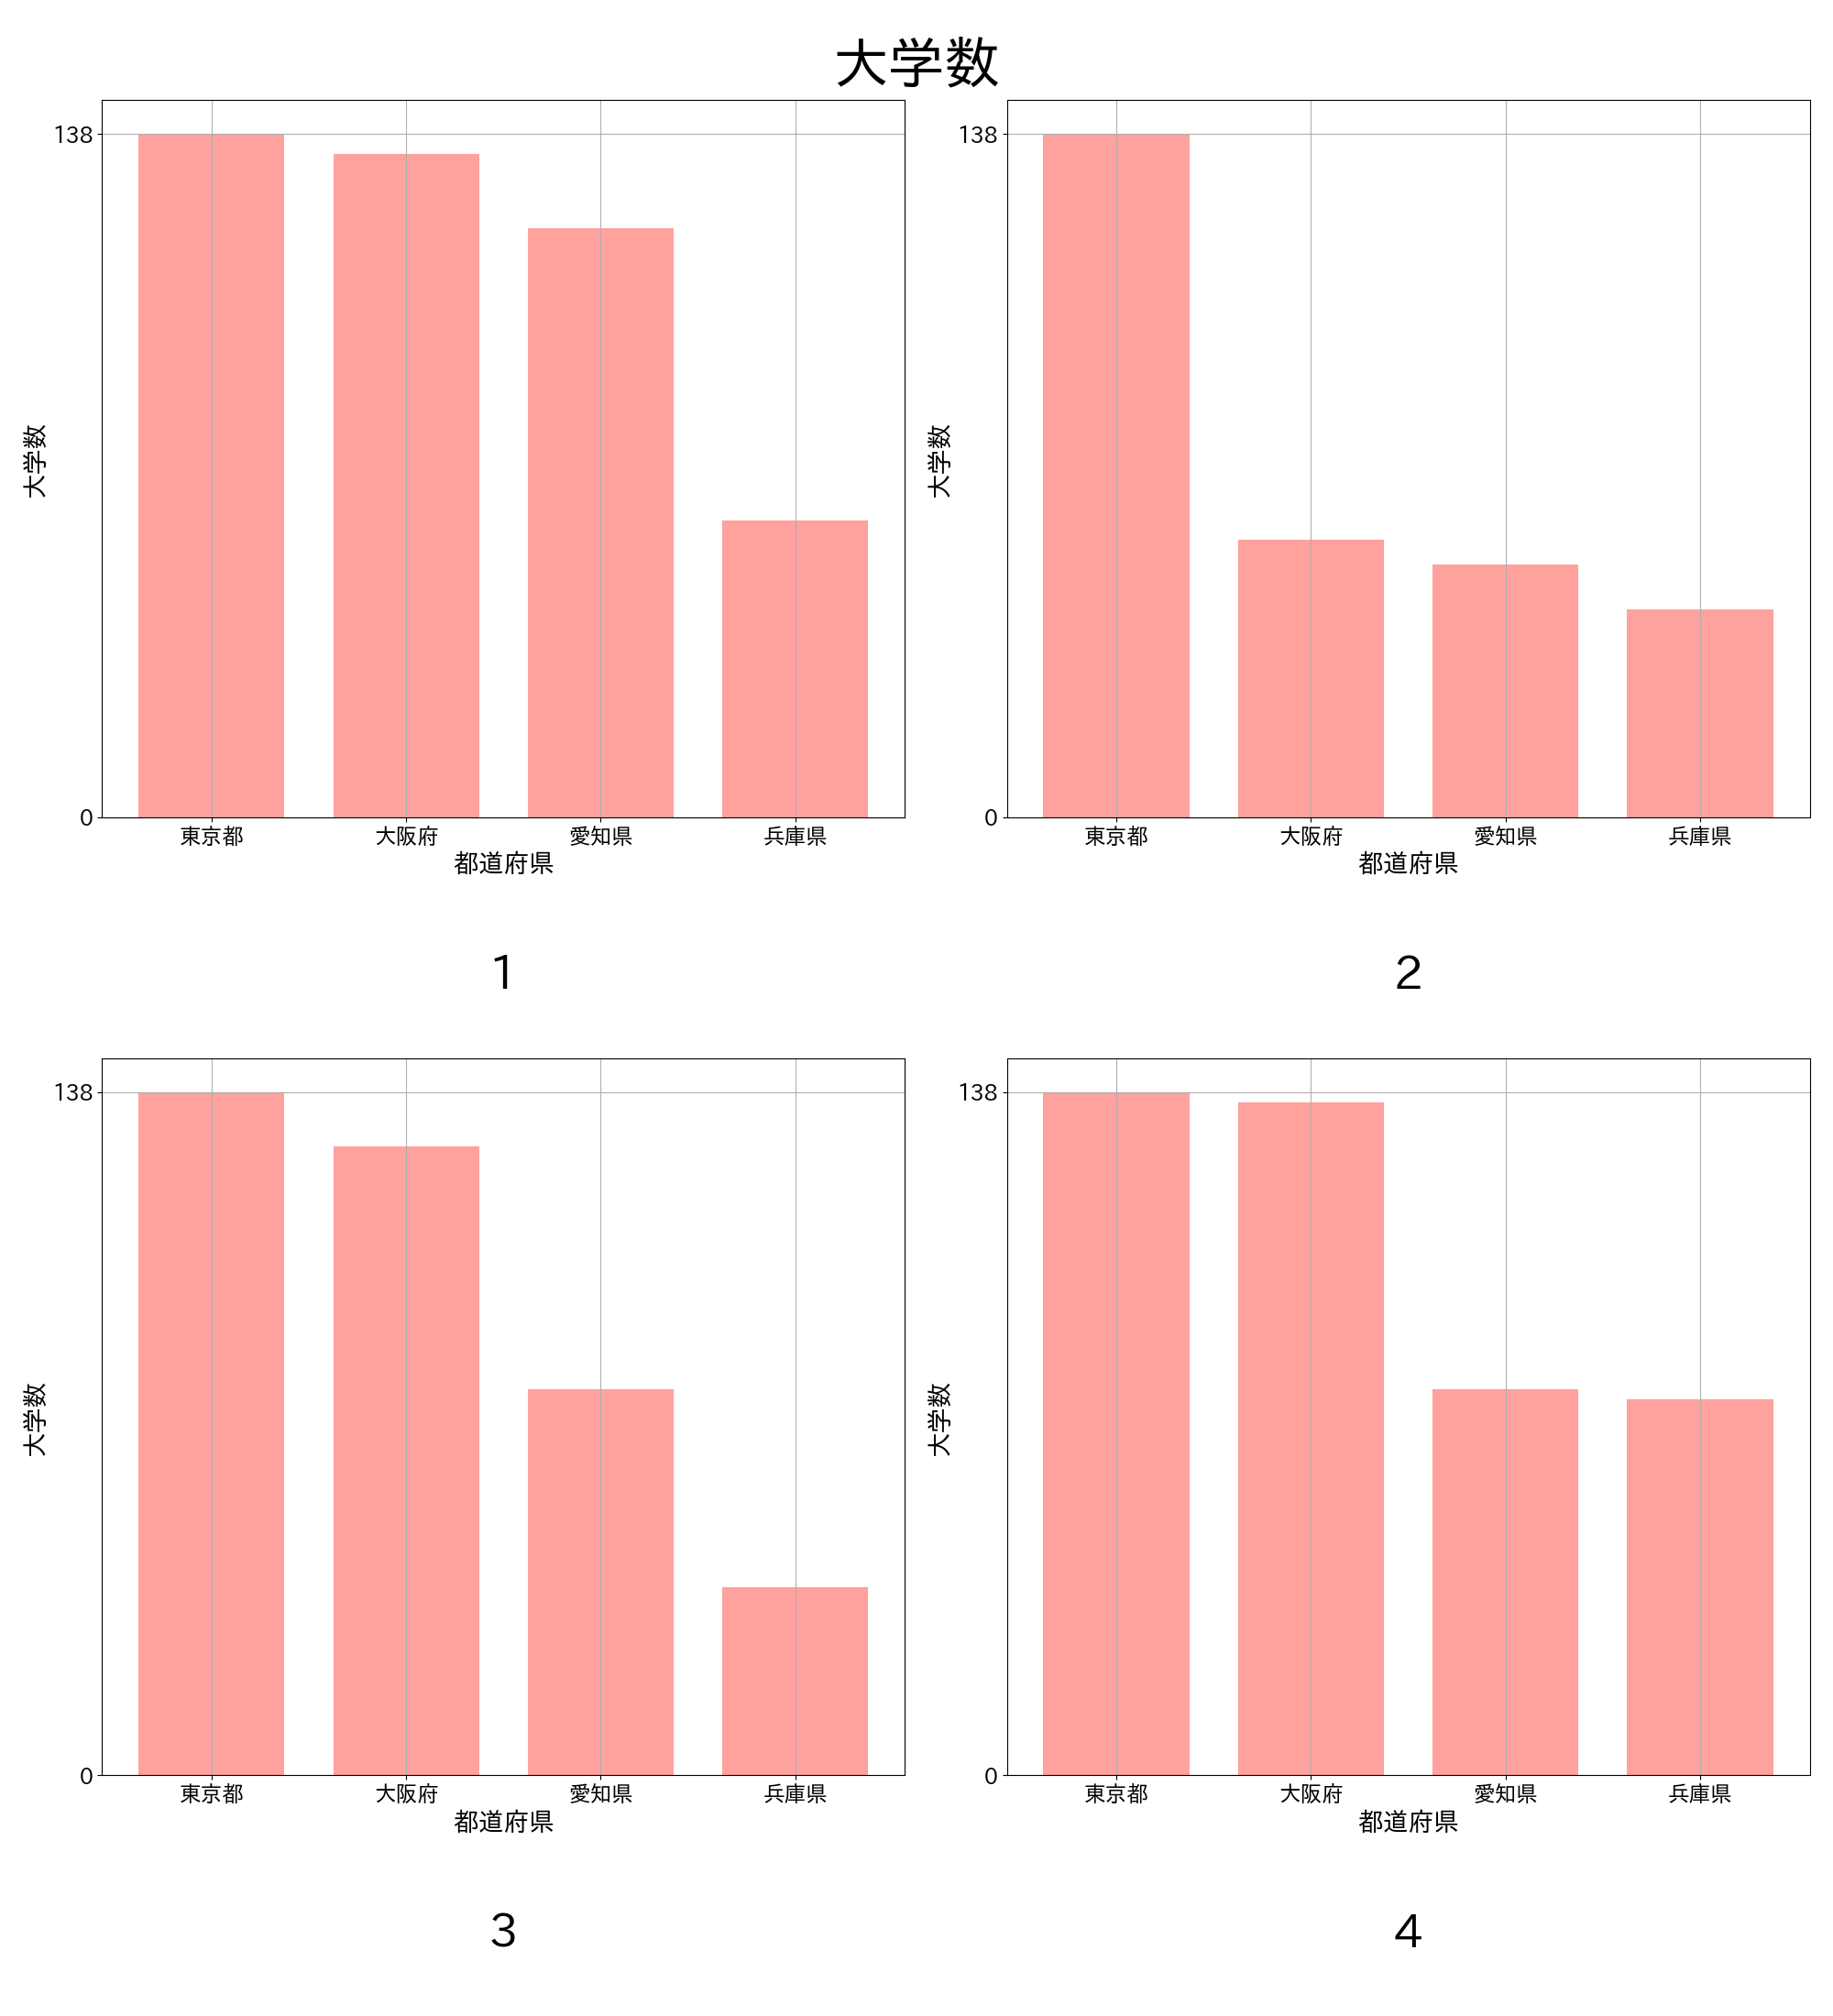 大学数
138
0
大学数
東京都 大阪府 愛知県 兵庫県
都道府県
1
138
0
大学数
東京都 大阪府 愛知県 兵庫県
都道府県
2
138
0
大学数
東京都 大阪府 愛知県 兵庫県
都道府県
3
138
0
大学数
東京都 大阪府 愛知県 兵庫県
都道府県
4